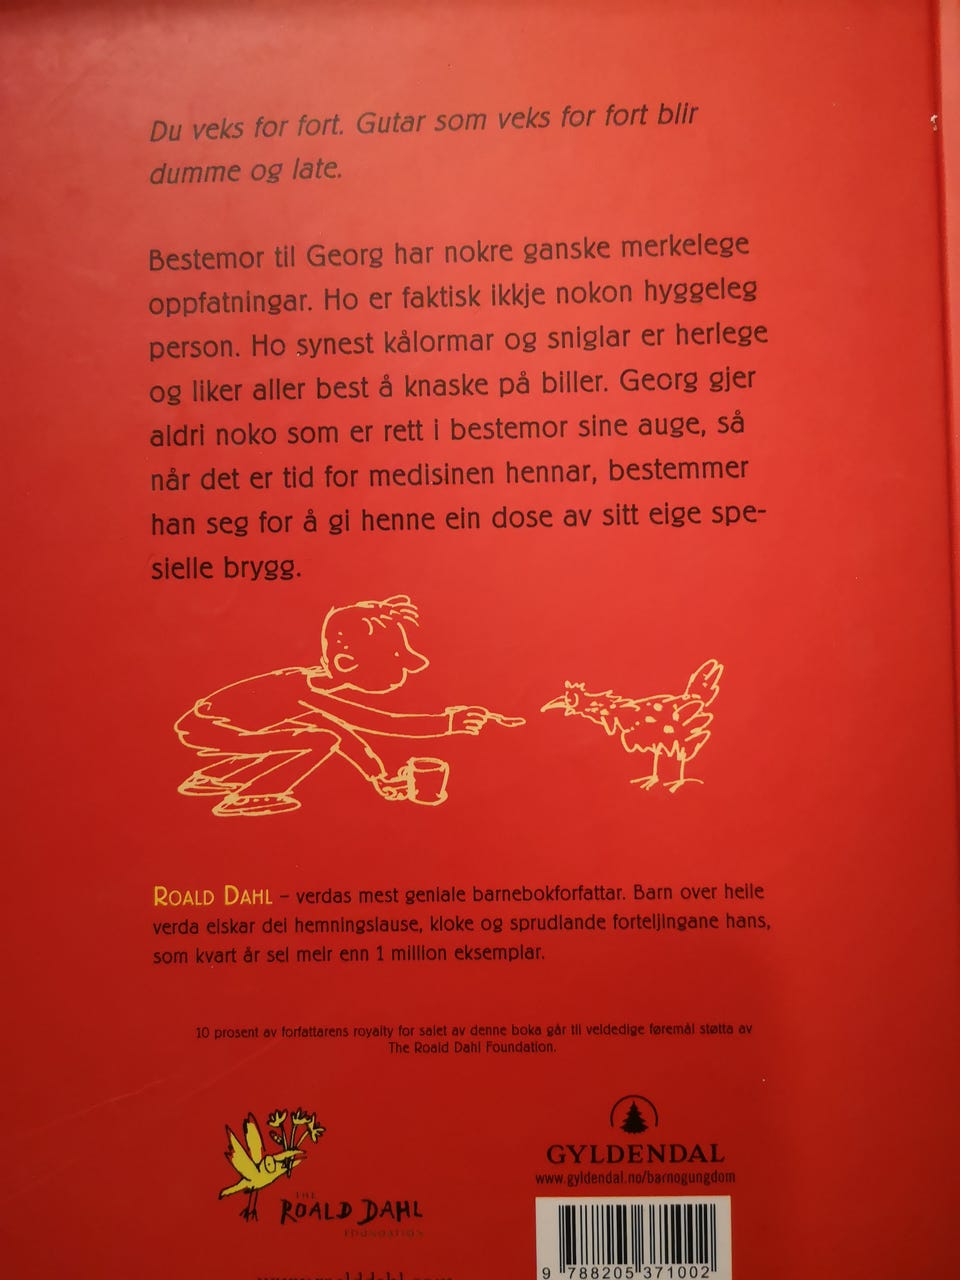 Du veks for fort. Gutar som veks for fort blir
dumme og late.
Bestemor til Georg har nokre ganske merkelege
oppfatningar. Ho er faktisk ikkje nokon hyggeleg
person. Ho synest kålormar og sniglar er herlege
og liker aller best å knaske på biller. Georg gjer
aldri noko som er rett i bestemor sine auge, så
når det er tid for medisinen hennar, bestemmer
han seg for å gi henne ein dose av sitt eige spe-
sielle brygg.
ROALD DAHL – verdas mest geniale barnebokforfattar. Barn over heile
verda elskar dei hemningslause, kloke og sprudlande forteljingane hans,
som kvart år sel meir enn 1 million eksemplar.
10 prosent av forfattarens royalty for salet av denne boka går til veldedige føremål støtta av
The Roald Dahl Foundation.
THE
ROALD DAHL
FOUNDATION
GYLDENDAL
www.gyldendal.no/barnogungdom
9 788205 371002